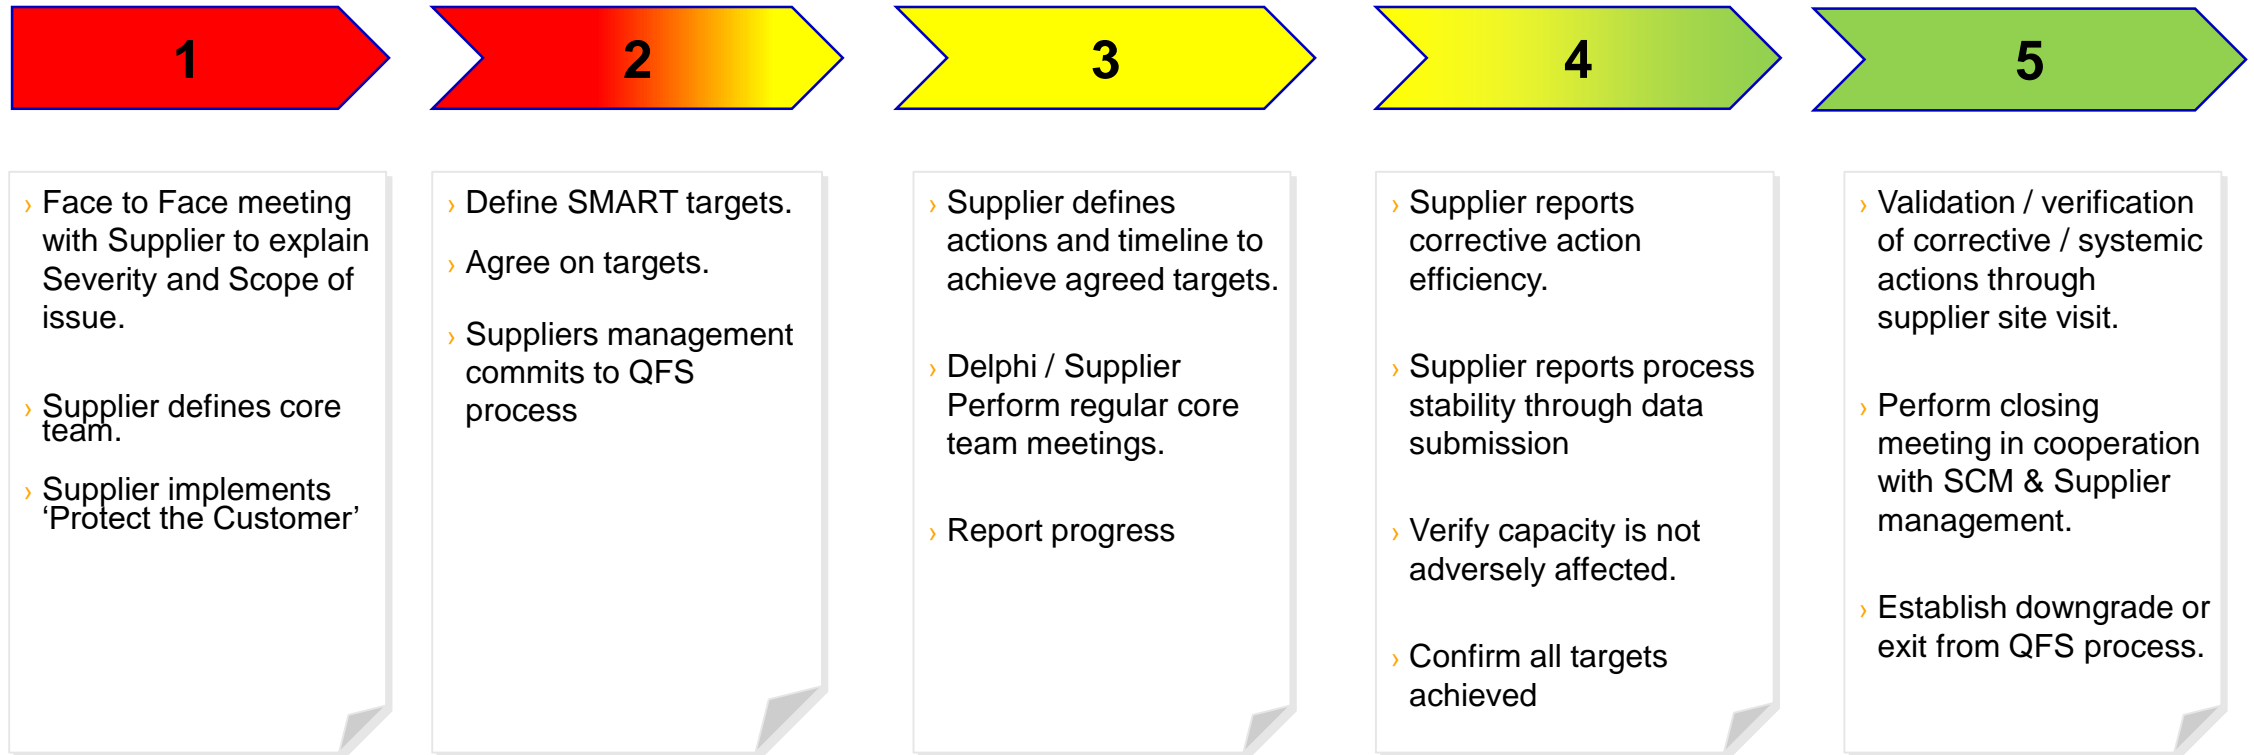 1
2
3
4
5
› Face to Face meeting
with Supplier to explain
Severity and Scope of
issue.
› Supplier defines core
team.
› Supplier implements
‘Protect the Customer’
› Define SMART targets.
› Agree on targets.
› Suppliers management
commits to QFS
process
› Supplier defines
actions and timeline to
achieve agreed targets.
› Delphi / Supplier
Perform regular core
team meetings.
› Report progress
› Supplier reports
corrective action
efficiency.
› Supplier reports process
stability through data
submission
› Verify capacity is not
adversely affected.
› Confirm all targets
achieved
› Validation / verification
of corrective / systemic
actions through
supplier site visit.
› Perform closing
meeting in cooperation
with SCM & Supplier
management.
› Establish downgrade or
exit from QFS process.